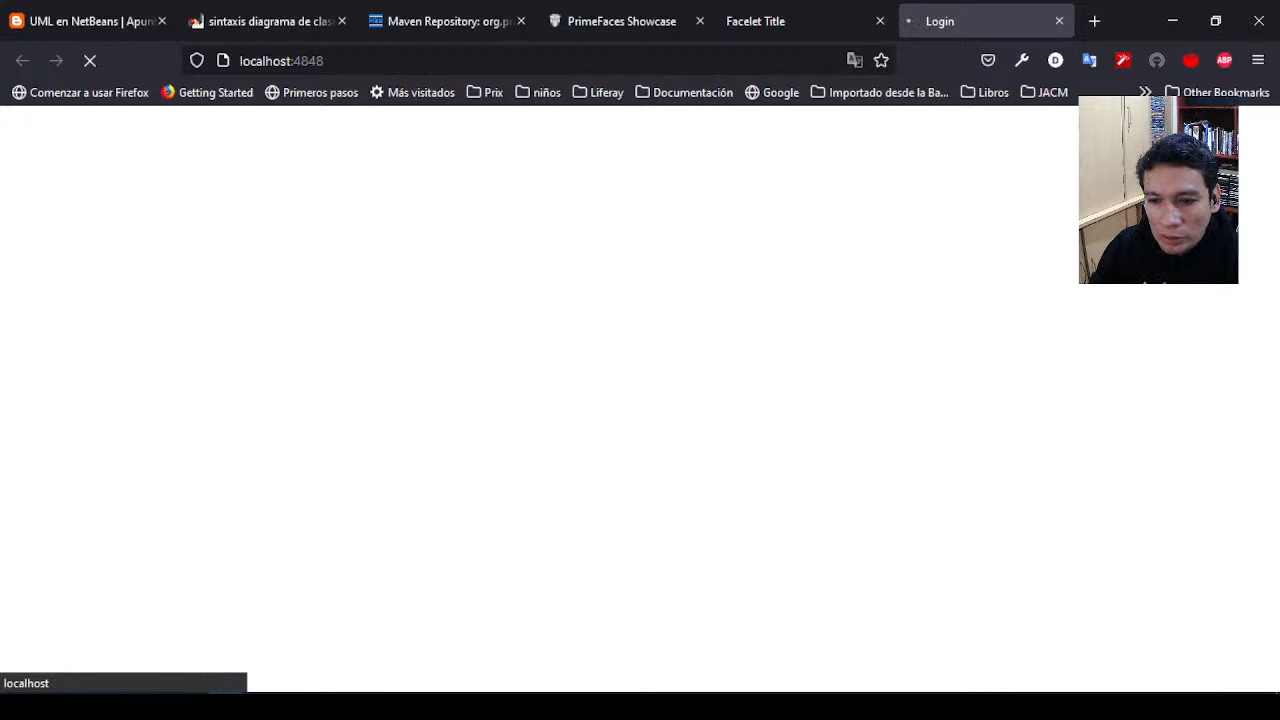 UML en NetBeans | Apun
sintaxis diagrama de clas
Maven Repository: org.p
PrimeFaces Showcase
Facelet Title
Login
localhost:4848
Comenzar a usar Firefox
Getting Started
Primeros pasos
Más visitados
Prix
niños
Liferay
Documentación
Google
Importado desde la Ba...
Libros
JACM
Other Bookmarks
D
ABP
localhost